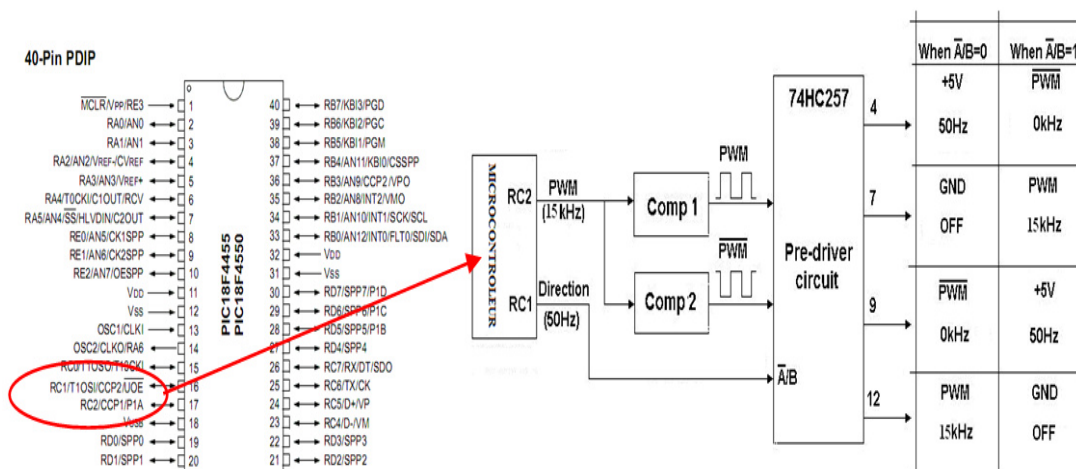 40-Pin PDIP
MCLR/VPP/RE3 1
RA0/AN0 2
RA1/AN1 3
RA2/AN2/VREF-/CVREF 4
RA3/AN3/VREF+ 5
RA4/T0CKI/C1OUT/RCV 6
RA5/AN4/SS/HLVDIN/C2OUT 7
RE0/AN5/CK1SPP 8
RE1/AN6/CK2SPP 9
RE2/AN7/OESPP 10
VDD 11
VSS 12
OSC1/CLKI 13
OSC2/CLKO/RA6 14
RC0/T1OSO/T13CKI 15
RC1/T1OSI/CCP2/UOE 16
RC2/CCP1/P1A 17
VUSB 18
RD0/SPP0 19
RD1/SPP1 20
PIC18F4455
PIC18F4550
40 RB7/KBI3/PGD
39 RB6/KBI2/PGC
38 RB5/KBI1/PGM
37 RB4/AN11/KBI0/CSSPP
36 RB3/AN9/CCP2/VPO
35 RB2/AN8/INT2/VMO
34 RB1/AN10/INT1/SCK/SCL
33 RB0/AN12/INT0/FLT0/SDI/SDA
32 VDD
31 VSS
30 RD7/SPP7/P1D
29 RD6/SPP6/P1C
28 RD5/SPP5/P1B
27 RD4/SPP4
26 RC7/RX/DT/SDO
25 RC6/TX/CK
24 RC5/D+/VP
23 RC4/D-/VM
22 RD3/SPP3
21 RD2/SPP2
MICROCONTROLEUR
RC2
RC1
PWM
(15kHz)
Direction
(50Hz)
Comp 1
Comp 2
PWM
PWM
74HC257
Pre-driver
circuit
A/B
4
7
9
12
When A/B=0 When A/B=1
+5V PWM
50Hz 0kHz
GND PWM
OFF 15kHz
PWM +5V
0kHz 50Hz
PWM GND
15kHz OFF